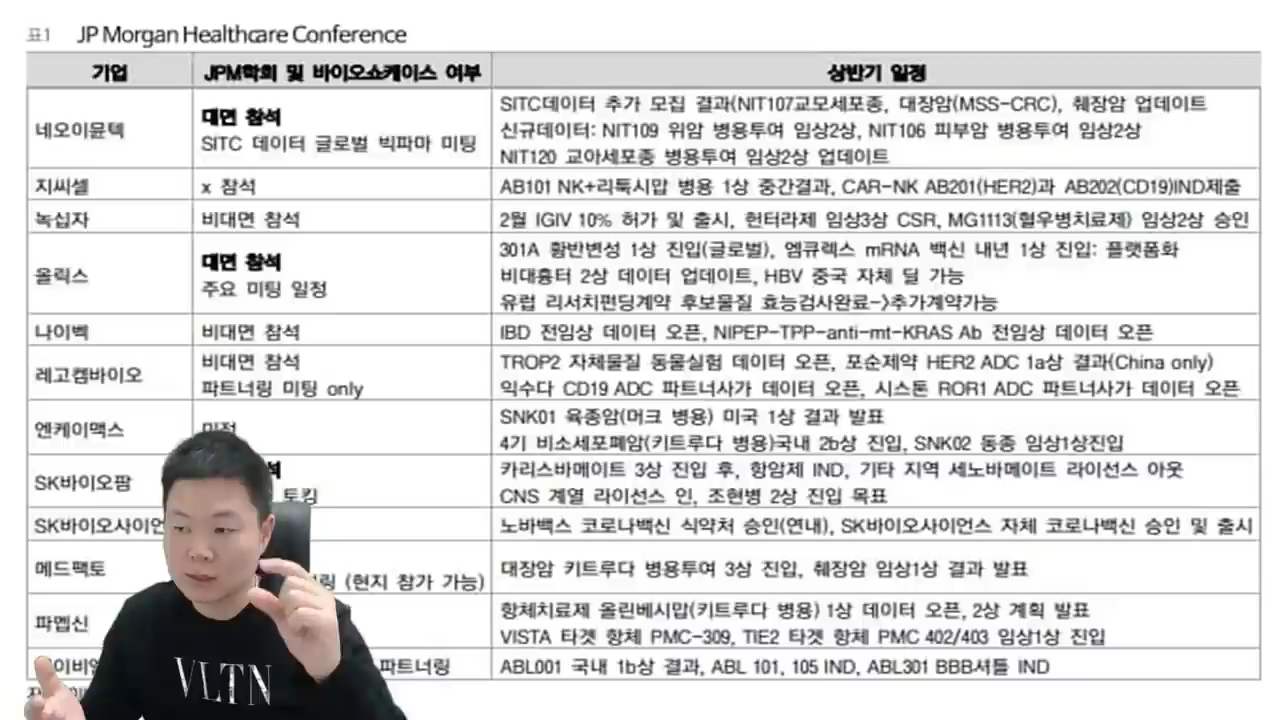 표1 JP Morgan Healthcare Conference
기업 JPM학회 및 바이오쇼케이스 여부 상반기 일정
네오이뮨텍 대면 참석
SITC 데이터 글로벌 빅파마 미팅
SITC데이터 추가 모집 결과(NIT107교모세포종, 대장암(MSS-CRC), 췌장암 업데이트
신규데이터: NIT109 위암 병용투여 임상2상, NIT106 피부암 병용투여 임상2상
NIT120 교아세포종 병용투여 임상2상 업데이트
지씨셀 x 참석 AB101 NK+리툭시맙 병용 1상 중간결과, CAR-NK AB201(HER2)과 AB202(CD19)IND제출
녹십자 비대면 참석 2월 IGIV 10% 허가 및 출시, 헌터라제 임상3상 CSR, MG1113(혈우병치료제) 임상2상 승인
올릭스 대면 참석
주요 미팅 일정
301A 황반변성 1상 진입(글로벌), 엠큐렉스 mRNA 백신 내년 1상 진입: 플랫폼화
비대흉터 2상 데이터 업데이트, HBV 중국 자체 딜 가능
유럽 리서치펀딩계약 후보물질 효능검사완료->추가계약가능
나이벡 비대면 참석 IBD 전임상 데이터 오픈, NIPEP-TPP-anti-mt-KRAS Ab 전임상 데이터 오픈
레고켐바이오 비대면 참석
파트너링 미팅 only
TROP2 자체물질 동물실험 데이터 오픈, 포순제약 HER2 ADC 1a상 결과(China only)
익수다 CD19 ADC 파트너사가 데이터 오픈, 시스톤 ROR1 ADC 파트너사가 데이터 오픈
엔케이맥스
SNK01 육종암(머크 병용) 미국 1상 결과 발표
4기 비소세포폐암(키트루다 병용)국내 2b상 진입, SNK02 동종 임상1상진입
SK바이오팜
토킹
카리스바메이트 3상 진입 후, 항암제 IND, 기타 지역 세노바메이트 라이선스 아웃
CNS 계열 라이선스 인, 조현병 2상 진입 목표
SK바이오사이언 노바백스 코로나백신 식약처 승인(연내), SK바이오사이언스 자체 코로나백신 승인 및 출시
메드팩토 링 (현지 참가 가능) 대장암 키트루다 병용투여 3상 진입, 췌장암 임상1상 결과 발표
파멥신
항체치료제 올린베시맙(키트루다 병용) 1상 데이터 오픈, 2상 계획 발표
VISTA 타겟 항체 PMC-309, TIE2 타겟 항체 PMC 402/403 임상1상 진입
파트너링 ABL001 국내 1b상 결과, ABL 101, 105 IND, ABL301 BBB셔틀 IND
VLTN